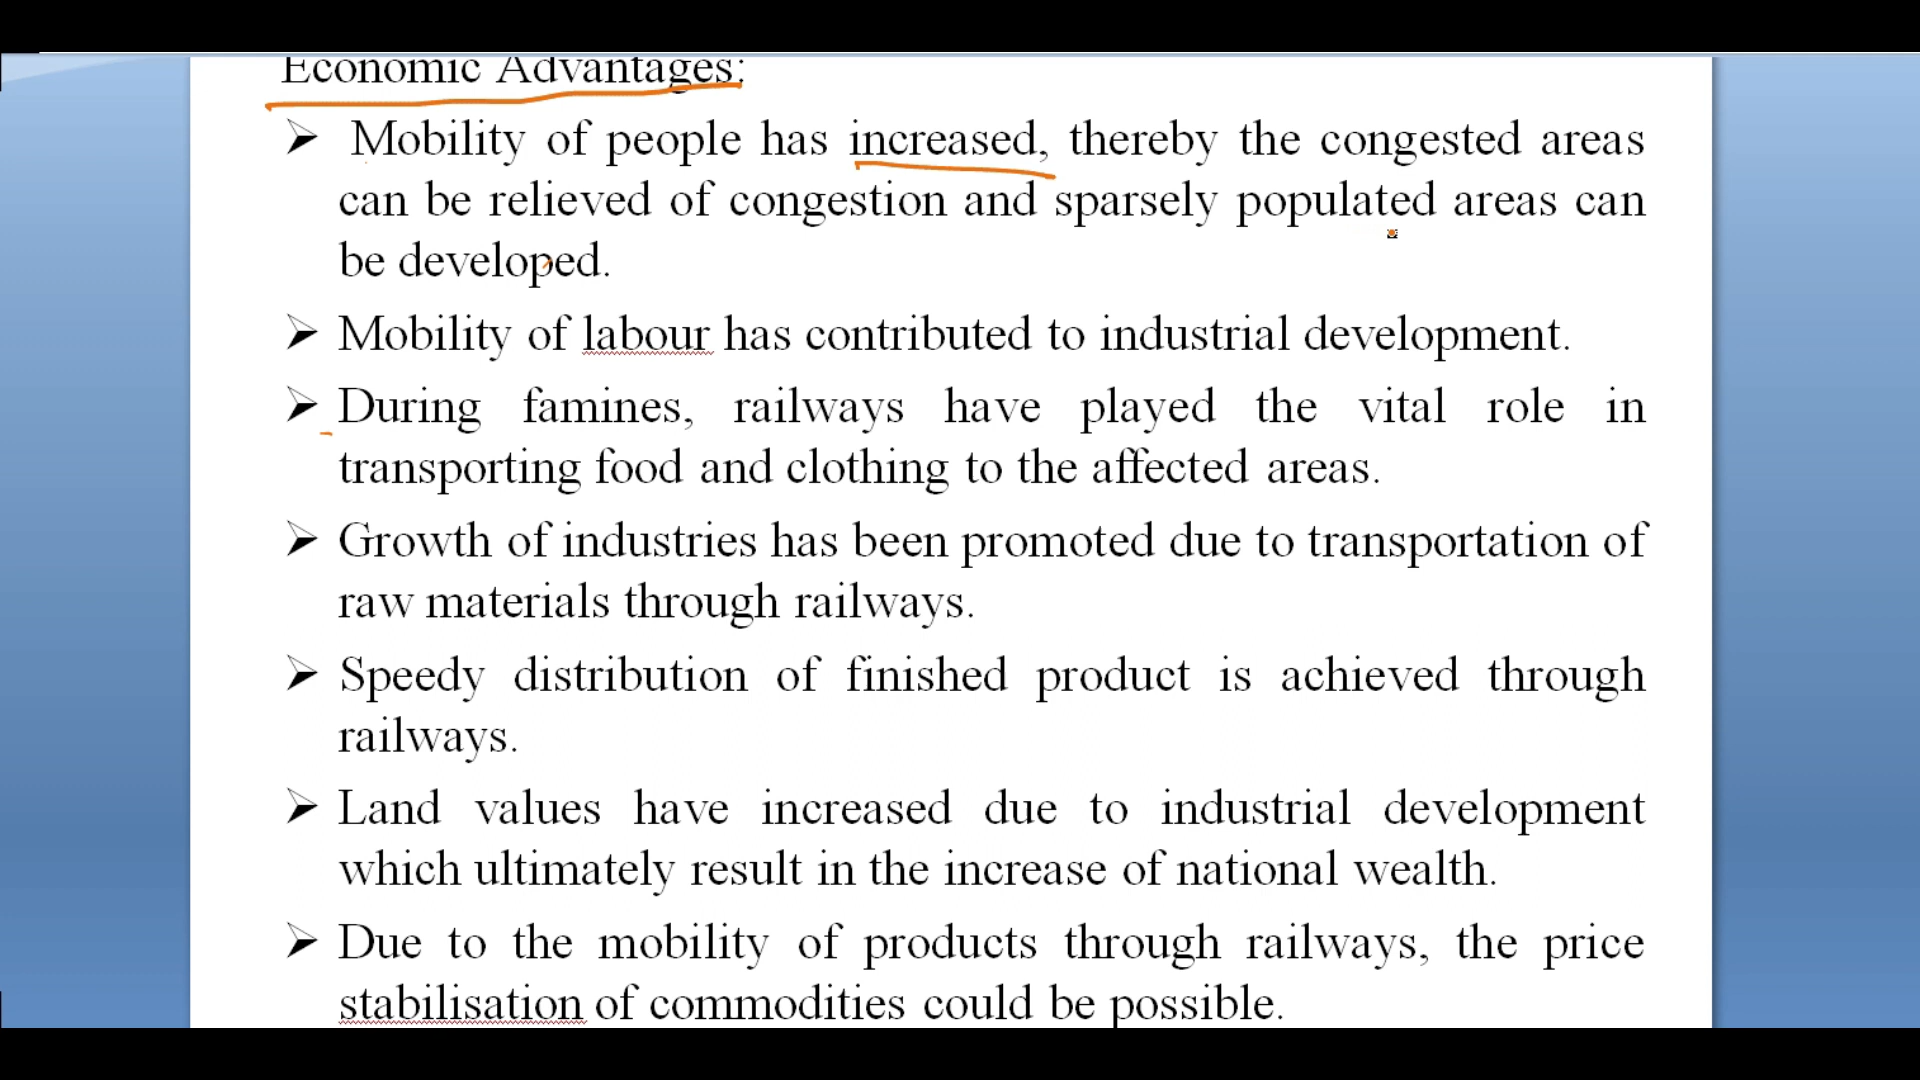 Economic Advantages:
➢ Mobility of people has increased, thereby the congested areas
can be relieved of congestion and sparsely populated areas can
be developed.
➢ Mobility of labour has contributed to industrial development.
➢ During famines, railways have played the vital role in
transporting food and clothing to the affected areas.
➢ Growth of industries has been promoted due to transportation of
raw materials through railways.
➢ Speedy distribution of finished product is achieved through
railways.
➢ Land values have increased due to industrial development
which ultimately result in the increase of national wealth.
➢ Due to the mobility of products through railways, the price
stabilisation of commodities could be possible.